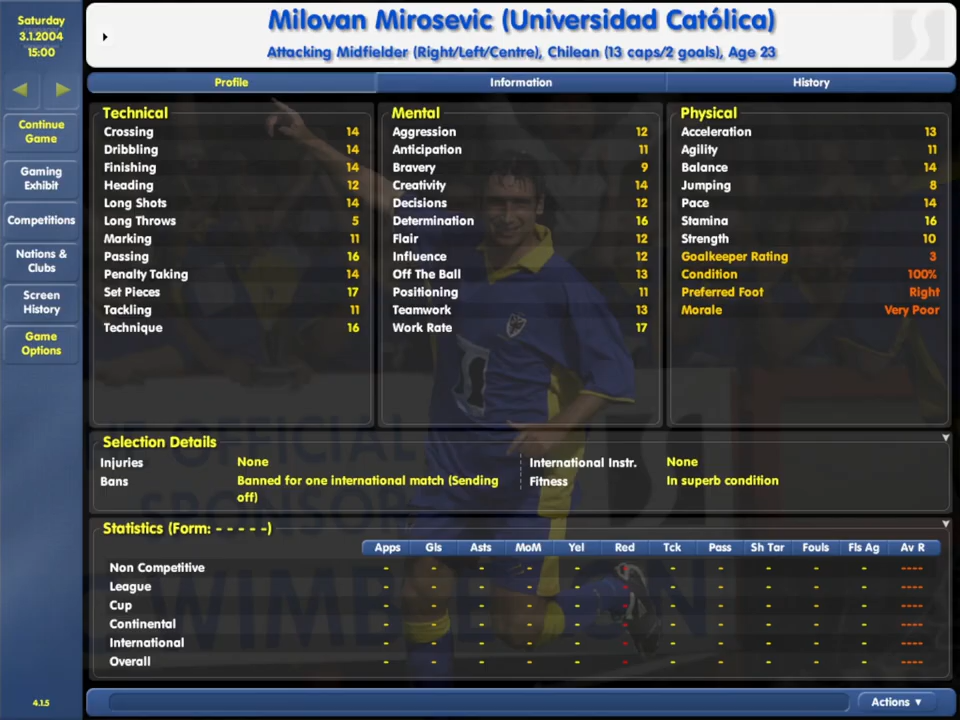 Saturday
3.1.2004
15:00
Milovan Mirosevic (Universidad Católica)
Attacking Midfielder (Right/Left/Centre), Chilean (13 caps/2 goals), Age 23
Profile Information History
Continue
Game
Gaming
Exhibit
Competitions
Nations &
Clubs
Screen
History
Game
Options
4.1.5
Technical
Crossing 14
Dribbling 14
Finishing 14
Heading 12
Long Shots 14
Long Throws 5
Marking 11
Passing 16
Penalty Taking 14
Set Pieces 17
Tackling 11
Technique 16
Mental
Aggression 12
Anticipation 11
Bravery 9
Creativity 14
Decisions 12
Determination 16
Flair 12
Influence 12
Off The Ball 13
Positioning 11
Teamwork 13
Work Rate 17
Physical
Acceleration 13
Agility 11
Balance 14
Jumping 8
Pace 14
Stamina 16
Strength 10
Goalkeeper Rating 3
Condition 100%
Preferred Foot Right
Morale Very Poor
Selection Details
Injuries None
Bans Banned for one international match (Sending
off)
International Instr. None
Fitness In superb condition
Statistics (Form: - - - - -)
Apps Gls Asts MoM Yel Red Tck Pass Sh Tar Fouls Fls Ag Av R
Non Competitive - - - - - - - - - - - ----
League - - - - - - - - - - - ----
Cup - - - - - - - - - - - ----
Continental - - - - - - - - - - - ----
International - - - - - - - - - - - ----
Overall - - - - - - - - - - - ----
Actions
OFFICIAL
SPONSOR